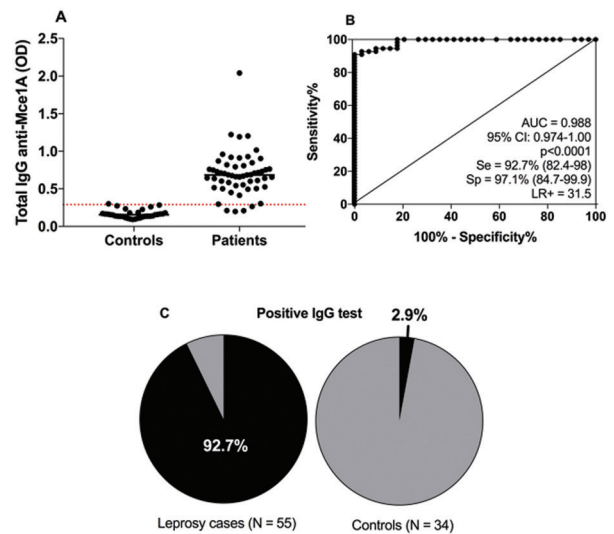 A
Total IgG anti-Mce1A (OD)
2.5
2.0
1.5
1.0
0.5
0.0
Controls
Patients
B
Sensitivity%
100
80
60
40
20
0
AUC = 0.988
95% CI: 0.974-1.00
p<0.0001
Se = 92.7% (82.4-98)
Sp = 97.1% (84.7-99.9)
LR+ = 31.5
0
20
40
60
80
100
100% - Specificity%
C
Positive IgG test
2.9%
92.7%
Leprosy cases (N = 55)
Controls (N = 34)